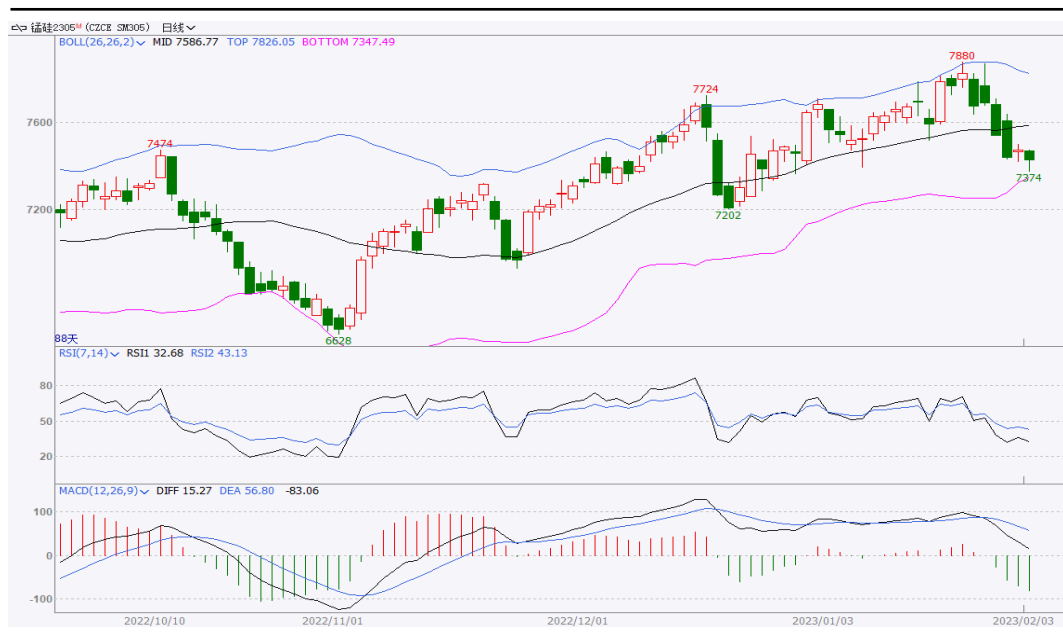 锰硅2305M (CZCE SM305) 日线
BOLL(26,26,2) MID 7586.77 TOP 7826.05 BOTTOM 7347.49
7880
7724
7600
7474
7374
7200
7202
6628
88天
RSI(7,14) RSI1 32.68 RSI2 43.13
80
50
20
MACD(12,26,9) DIFF 15.27 DEA 56.80 -83.06
100
0
-100
2022/10/10 2022/11/01 2022/12/01 2023/01/03 2023/02/03